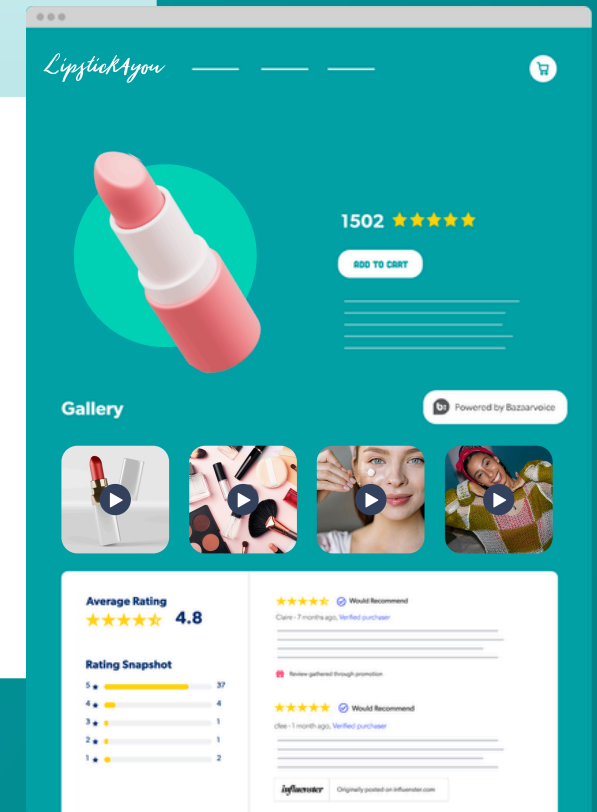 Lipstick4you
1502
ADD TO CART
Gallery
b: Powered by Bazaarvoice
Average Rating
4.8
Rating Snapshot
5 37
4 4
3 1
2 1
1 2
Would Recommend
Claire - 7 months ago, Verified purchaser
Review gathered through promotion
Would Recommend
cfee - 1 month ago, Verified purchaser
influenster Originally posted on influenster.com